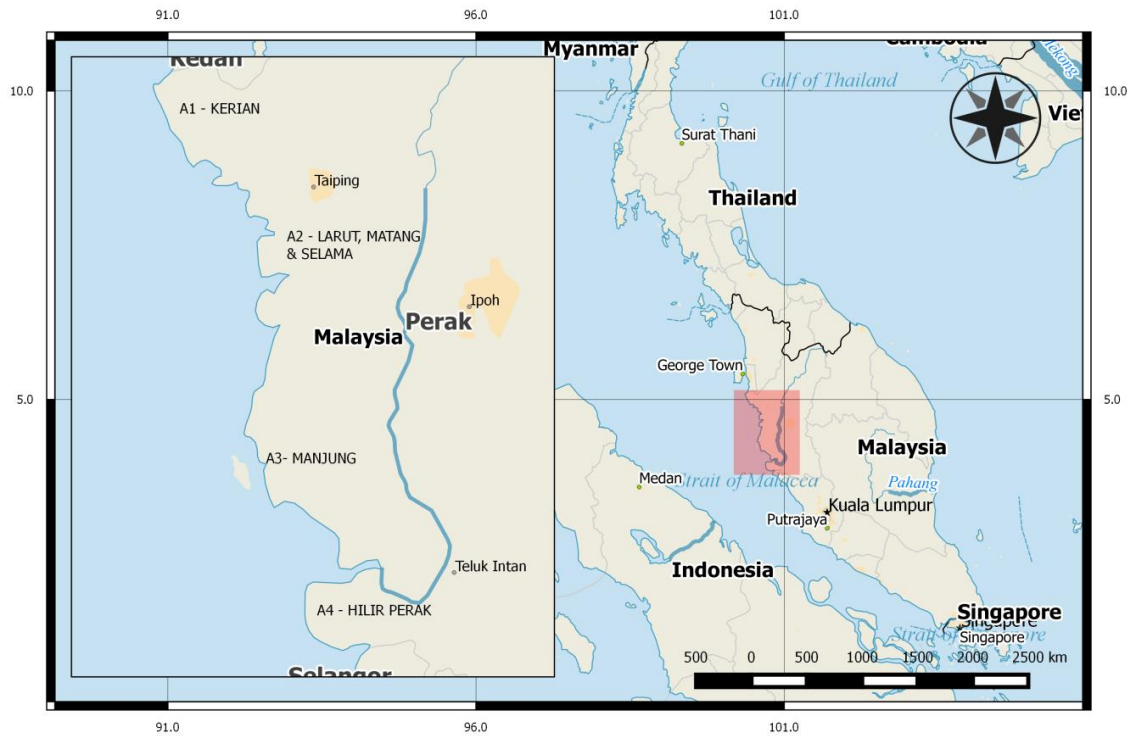 91.0
96.0
101.0
10.0
10.0
5.0
5.0
91.0
96.0
101.0
Kedah
A1 - KERIAN
Taiping
A2 - LARUT, MATANG
& SELAMA
Ipoh
Perak
Malaysia
A3- MANJUNG
Teluk Intan
A4 - HILIR PERAK
Selangor
Myanmar
Cambodia
Mekong
Gulf of Thailand
Surat Thani
Thailand
George Town
Malaysia
Medan
Strait of Malacca
Pahang
Kuala Lumpur
Putrajaya
Indonesia
Singapore
Singapore
Strait of
Singapore
500 0 500 1000 1500 2000 2500 km